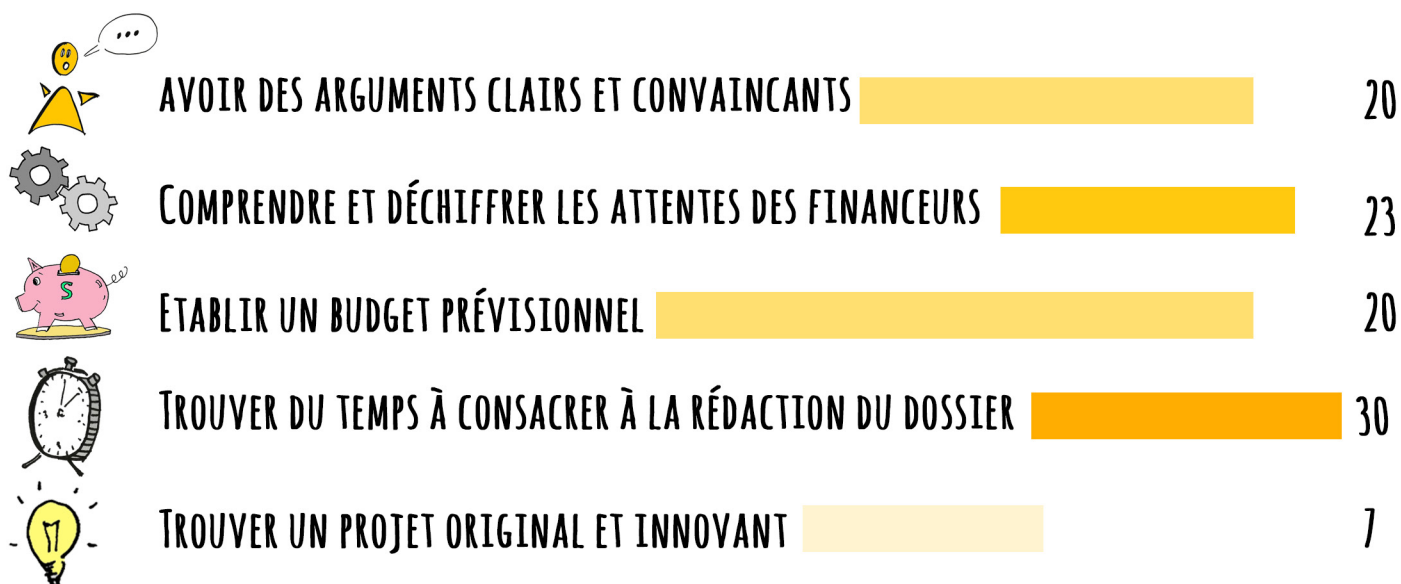 ...
AVOIR DES ARGUMENTS CLAIRS ET CONVAINCANTS 20
COMPRENDRE ET DÉCHIFFRER LES ATTENTES DES FINANCEURS 23
S
ETABLIR UN BUDGET PRÉVISIONNEL 20
TROUVER DU TEMPS À CONSACRER À LA RÉDACTION DU DOSSIER 30
TROUVER UN PROJET ORIGINAL ET INNOVANT 7